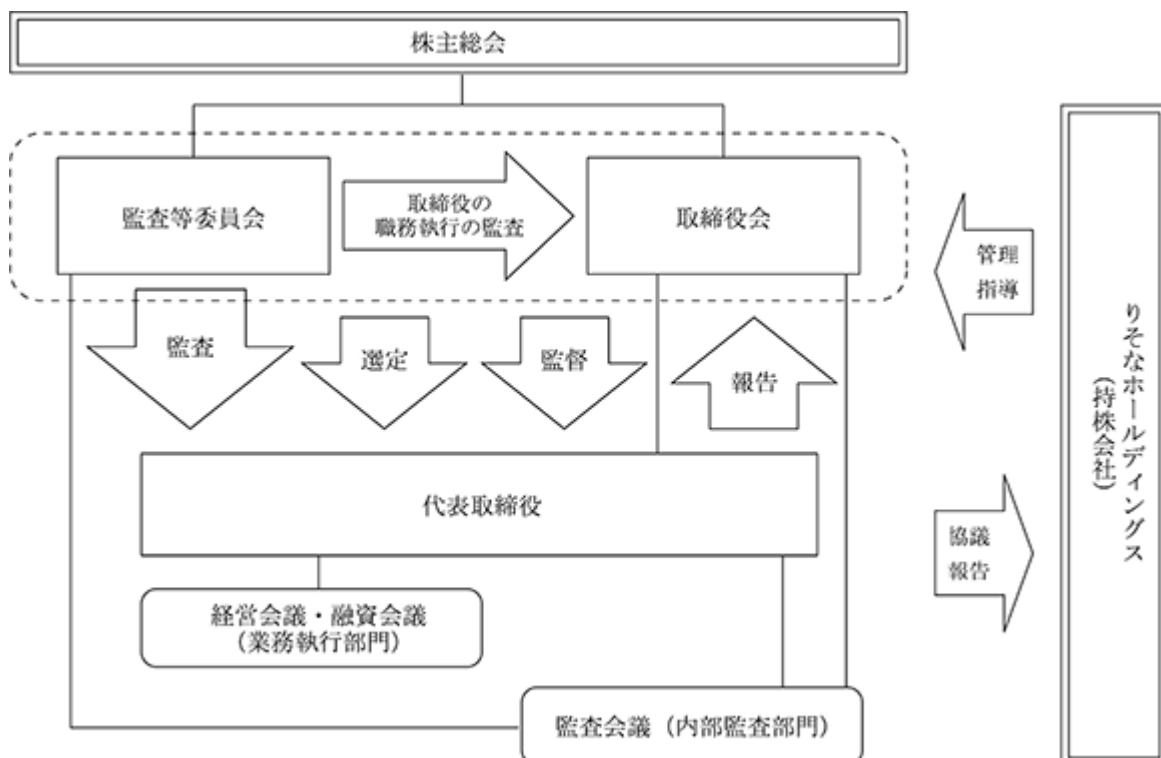 株主総会
監査等委員会
取締役の
職務執行の監査
取締役会
管理
指導
監査
選定
監督
報告
りそなホールディングス
(持株会社)
代表取締役
協議
報告
経営会議・融資会議
(業務執行部門)
監査会議(内部監査部門)